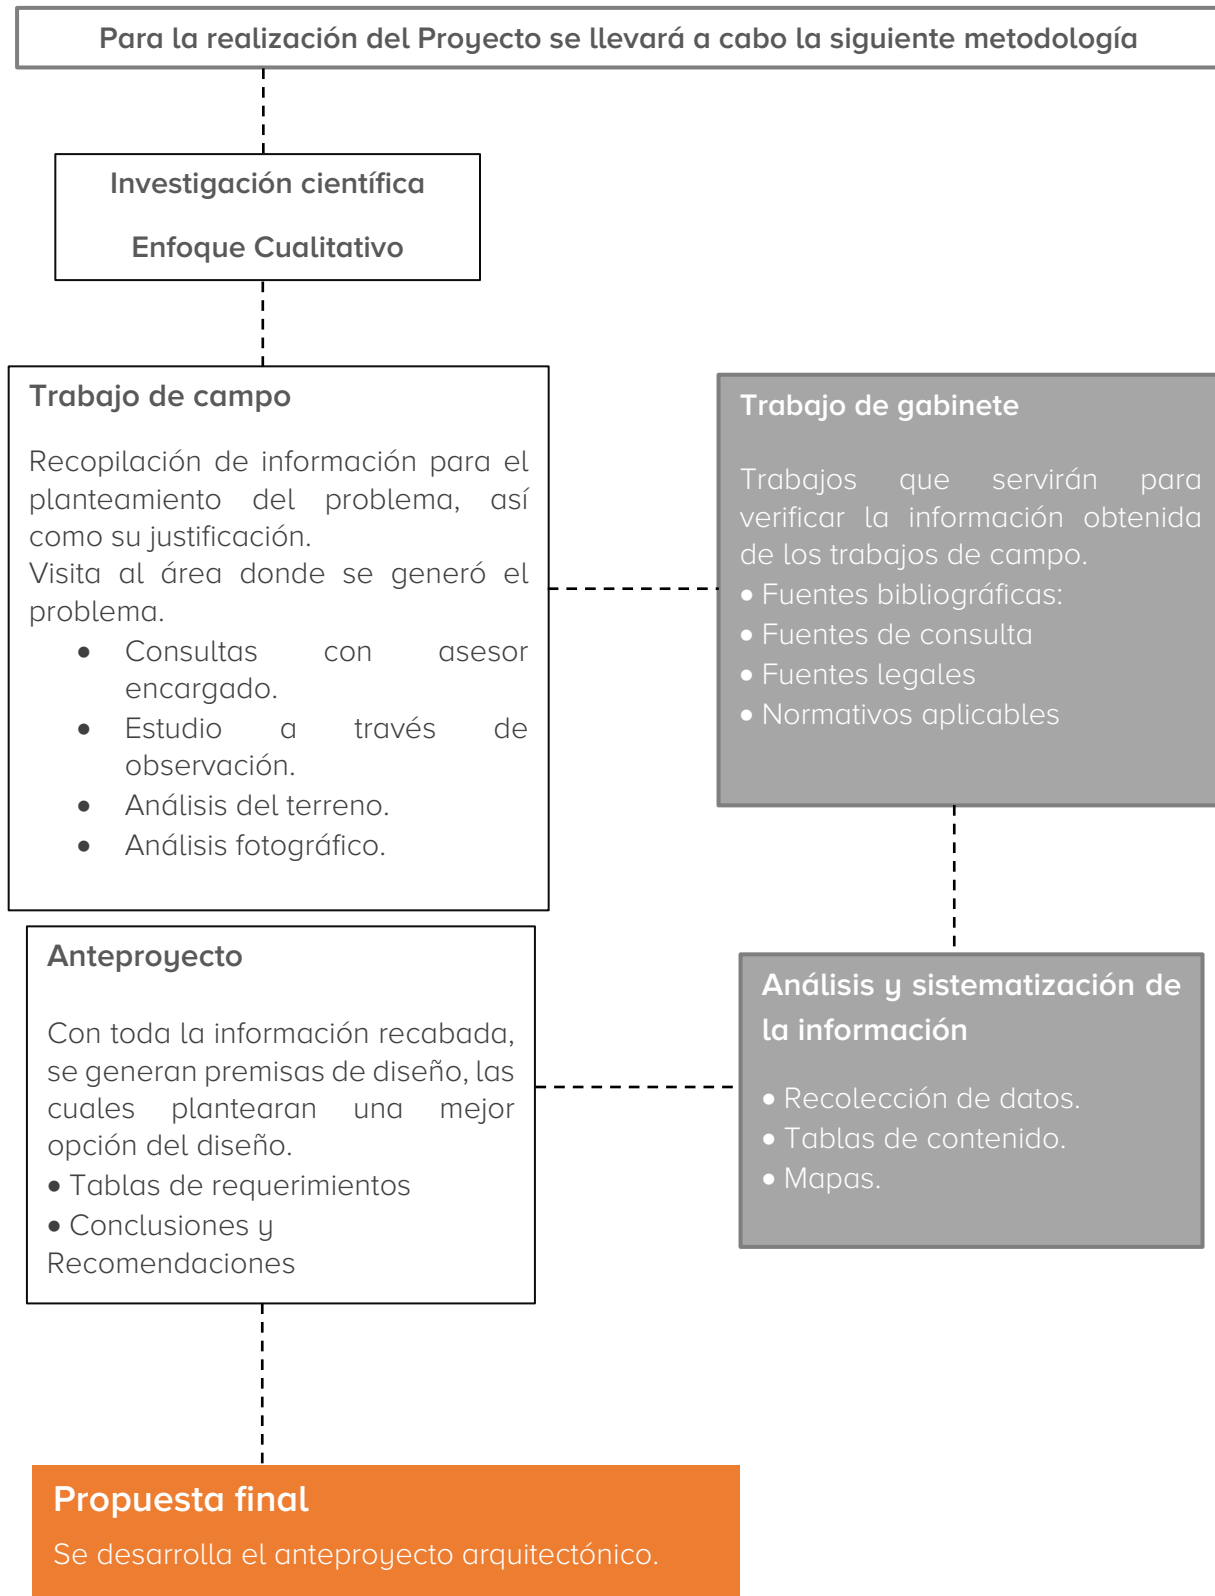 Para la realización del Proyecto se llevará a cabo la siguiente metodología
Investigación científica
Enfoque Cualitativo
Trabajo de campo
Recopilación de información para el
planteamiento del problema, así
como su justificación.
Visita al área donde se generó el
problema.
• Consultas con asesor
encargado.
• Estudio a través de
observación.
• Análisis del terreno.
• Análisis fotográfico.
Trabajo de gabinete
Trabajos que servirán para
verificar la información obtenida
de los trabajos de campo.
• Fuentes bibliográficas:
• Fuentes de consulta
• Fuentes legales
• Normativos aplicables
Análisis y sistematización de
la información
• Recolección de datos.
• Tablas de contenido.
• Mapas.
Anteproyecto
Con toda la información recabada,
se generan premisas de diseño, las
cuales plantearan una mejor
opción del diseño.
• Tablas de requerimientos
• Conclusiones y
Recomendaciones
Propuesta final
Se desarrolla el anteproyecto arquitectónico.